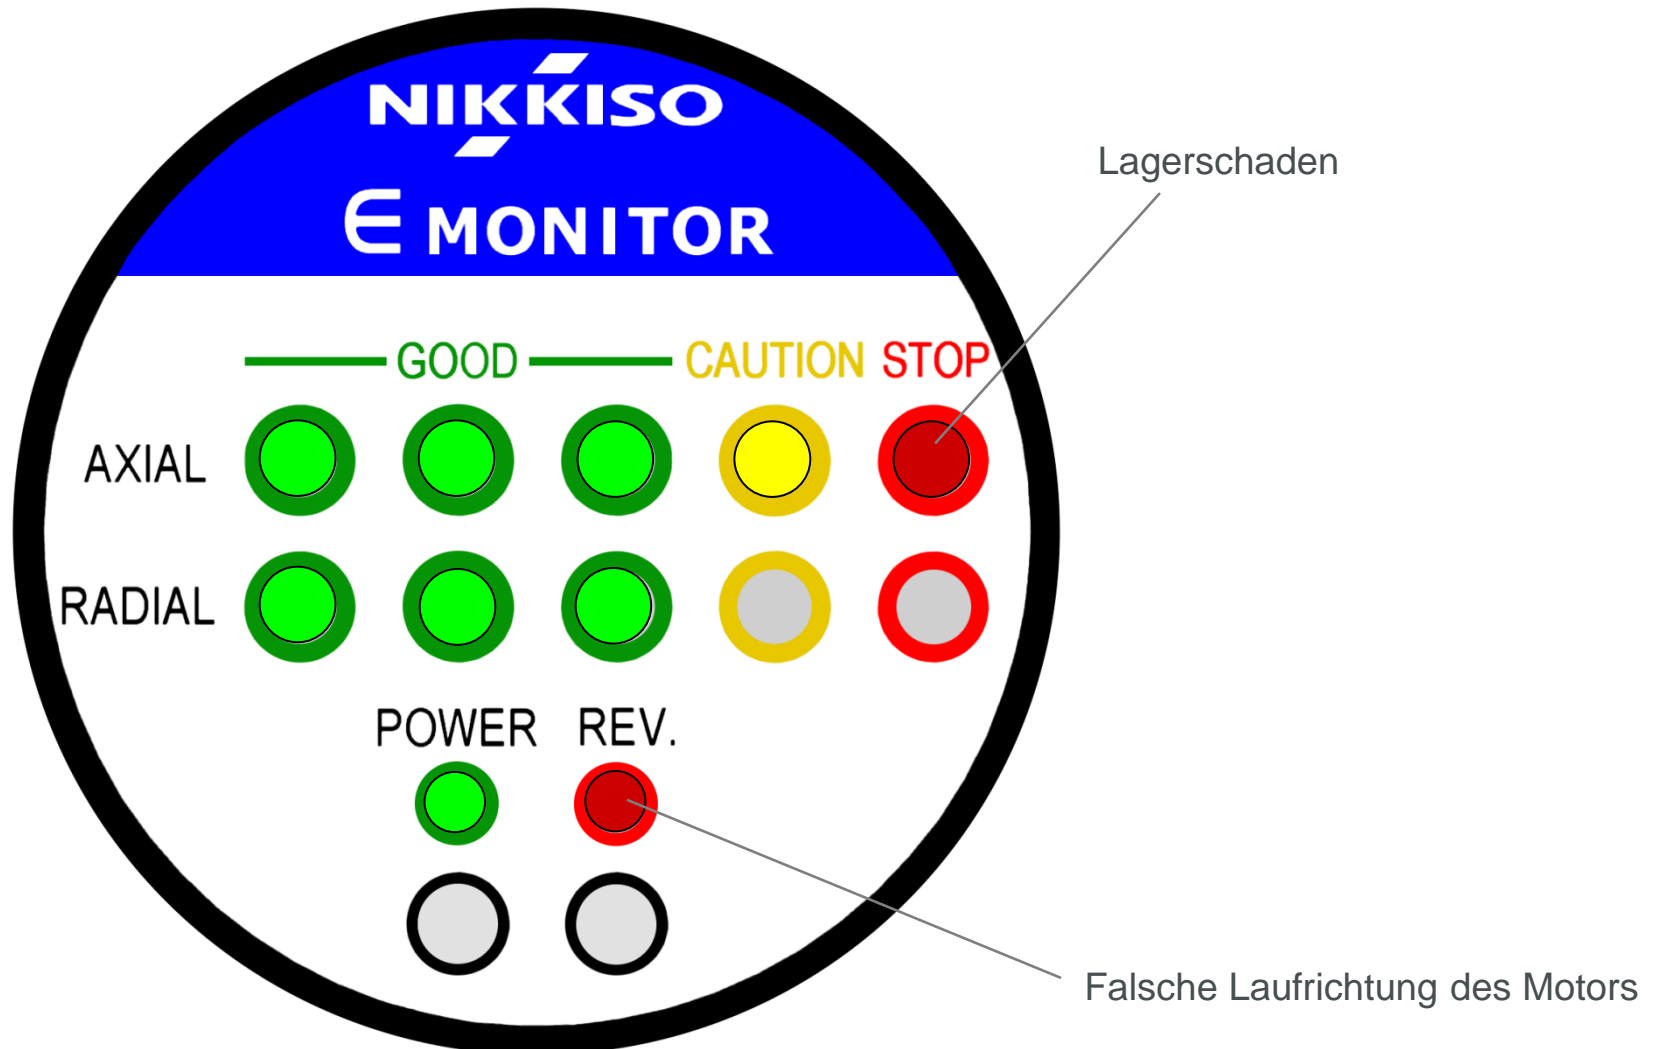 NIKKISO
E MONITOR
Lagerschaden
GOOD CAUTION STOP
AXIAL
RADIAL
POWER REV.
Falsche Laufrichtung des Motors